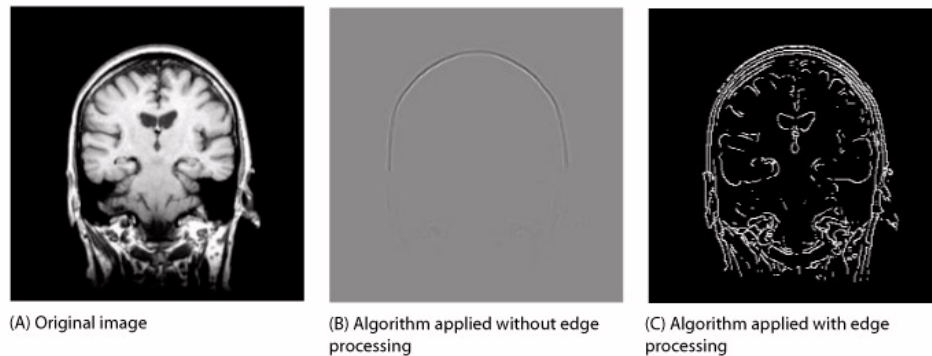 (A) Original image
(B) Algorithm applied without edge
processing
(C) Algorithm applied with edge
processing